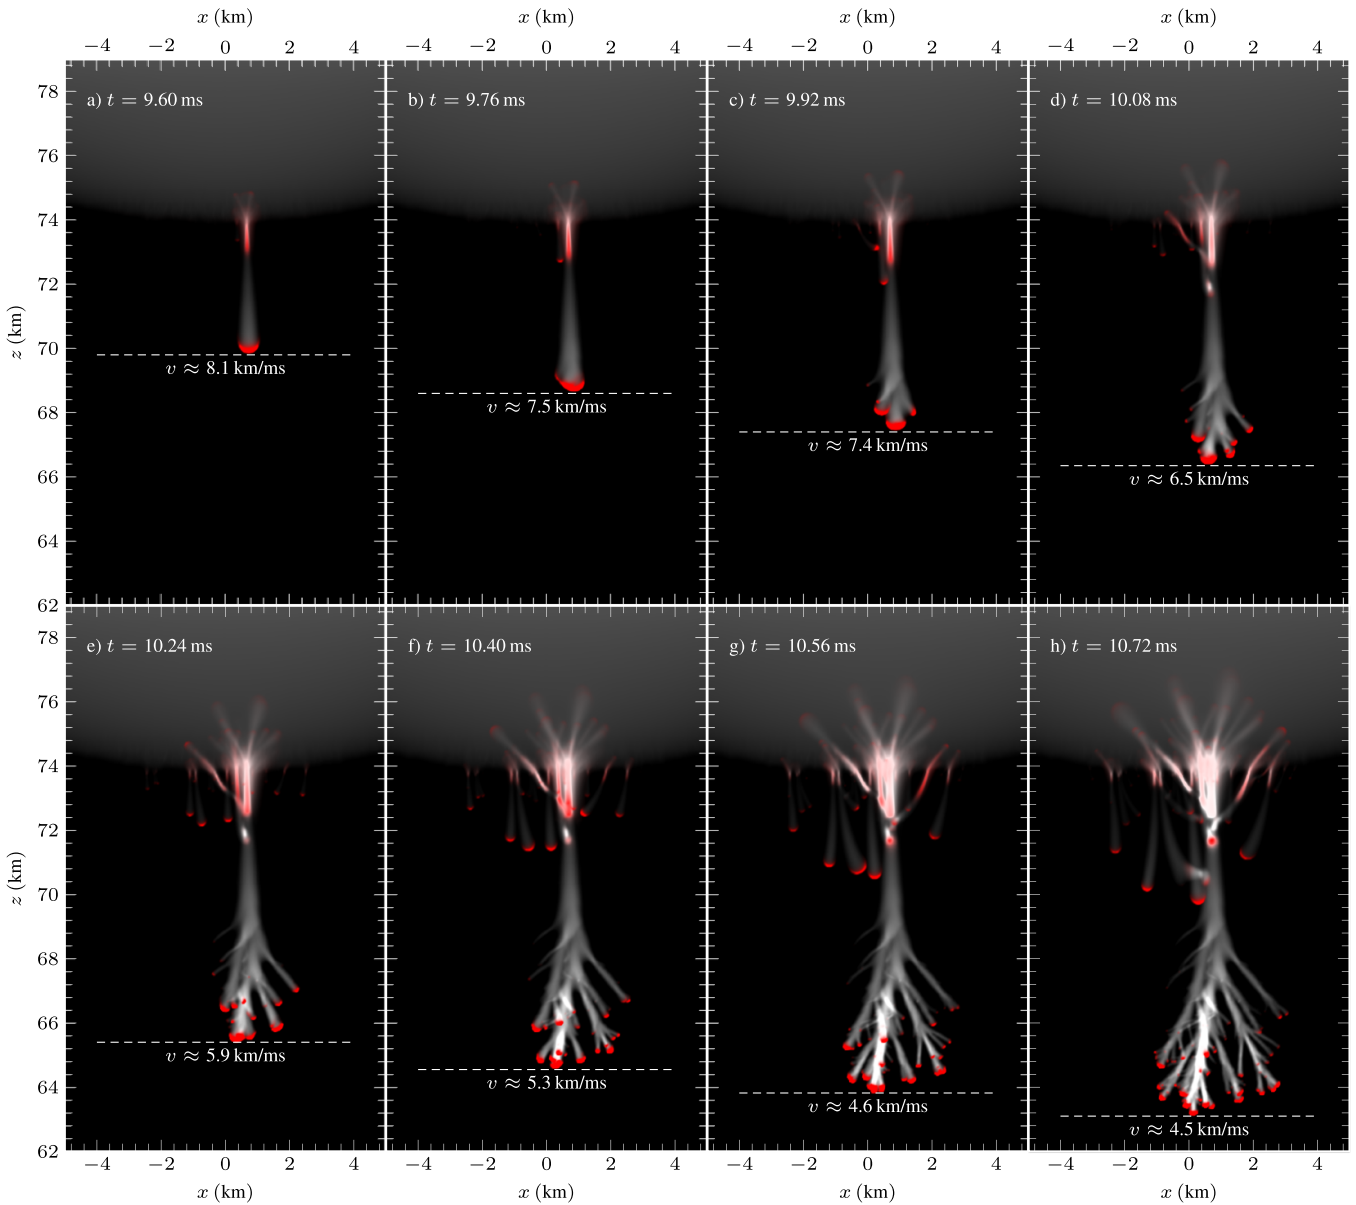 x (km) x (km) x (km) x (km)
−4 −2 0 2 4 −4 −2 0 2 4 −4 −2 0 2 4 −4 −2 0 2 4
78
a) t = 9.60 ms b) t = 9.76 ms c) t = 9.92 ms d) t = 10.08 ms
76
74
72
z (km)
70
v ≈ 8.1 km/ms
68
v ≈ 7.5 km/ms
v ≈ 7.4 km/ms
66
v ≈ 6.5 km/ms
64
62
78
e) t = 10.24 ms f) t = 10.40 ms g) t = 10.56 ms h) t = 10.72 ms
76
74
72
z (km)
70
68
66
v ≈ 5.9 km/ms
64
v ≈ 5.3 km/ms
v ≈ 4.6 km/ms
v ≈ 4.5 km/ms
62
−4 −2 0 2 4 −4 −2 0 2 4 −4 −2 0 2 4 −4 −2 0 2 4
x (km) x (km) x (km) x (km)